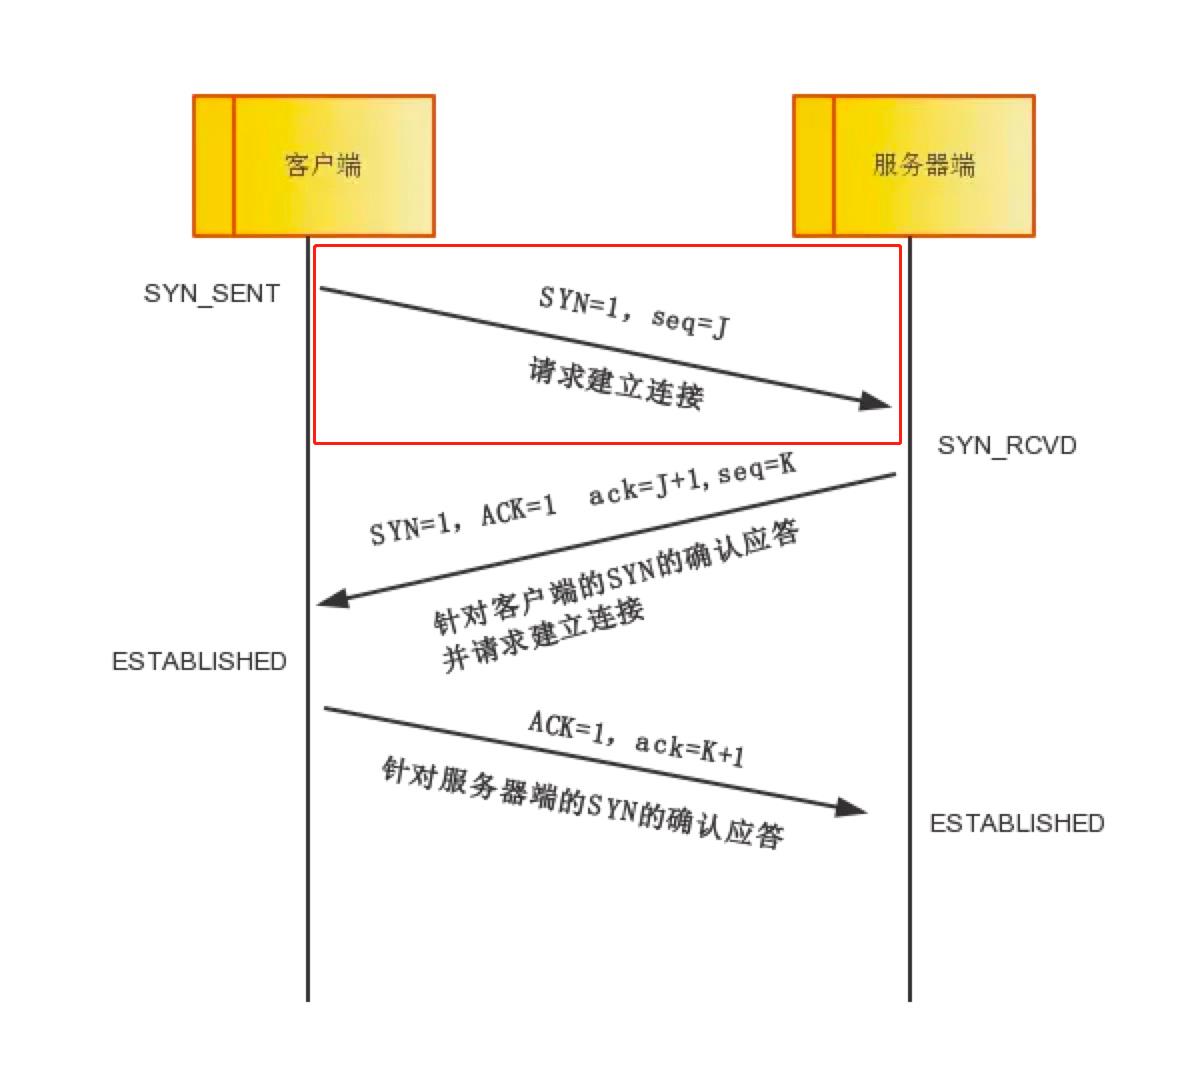 客户端
服务器端
SYN_SENT
SYN=1, seq=J
请求建立连接
SYN_RCVD
SYN=1, ACK=1 ack=J+1,seq=K
针对客户端的SYN的确认应答
并请求建立连接
ESTABLISHED
ACK=1, ack=K+1
针对服务器端的SYN的确认应答
ESTABLISHED